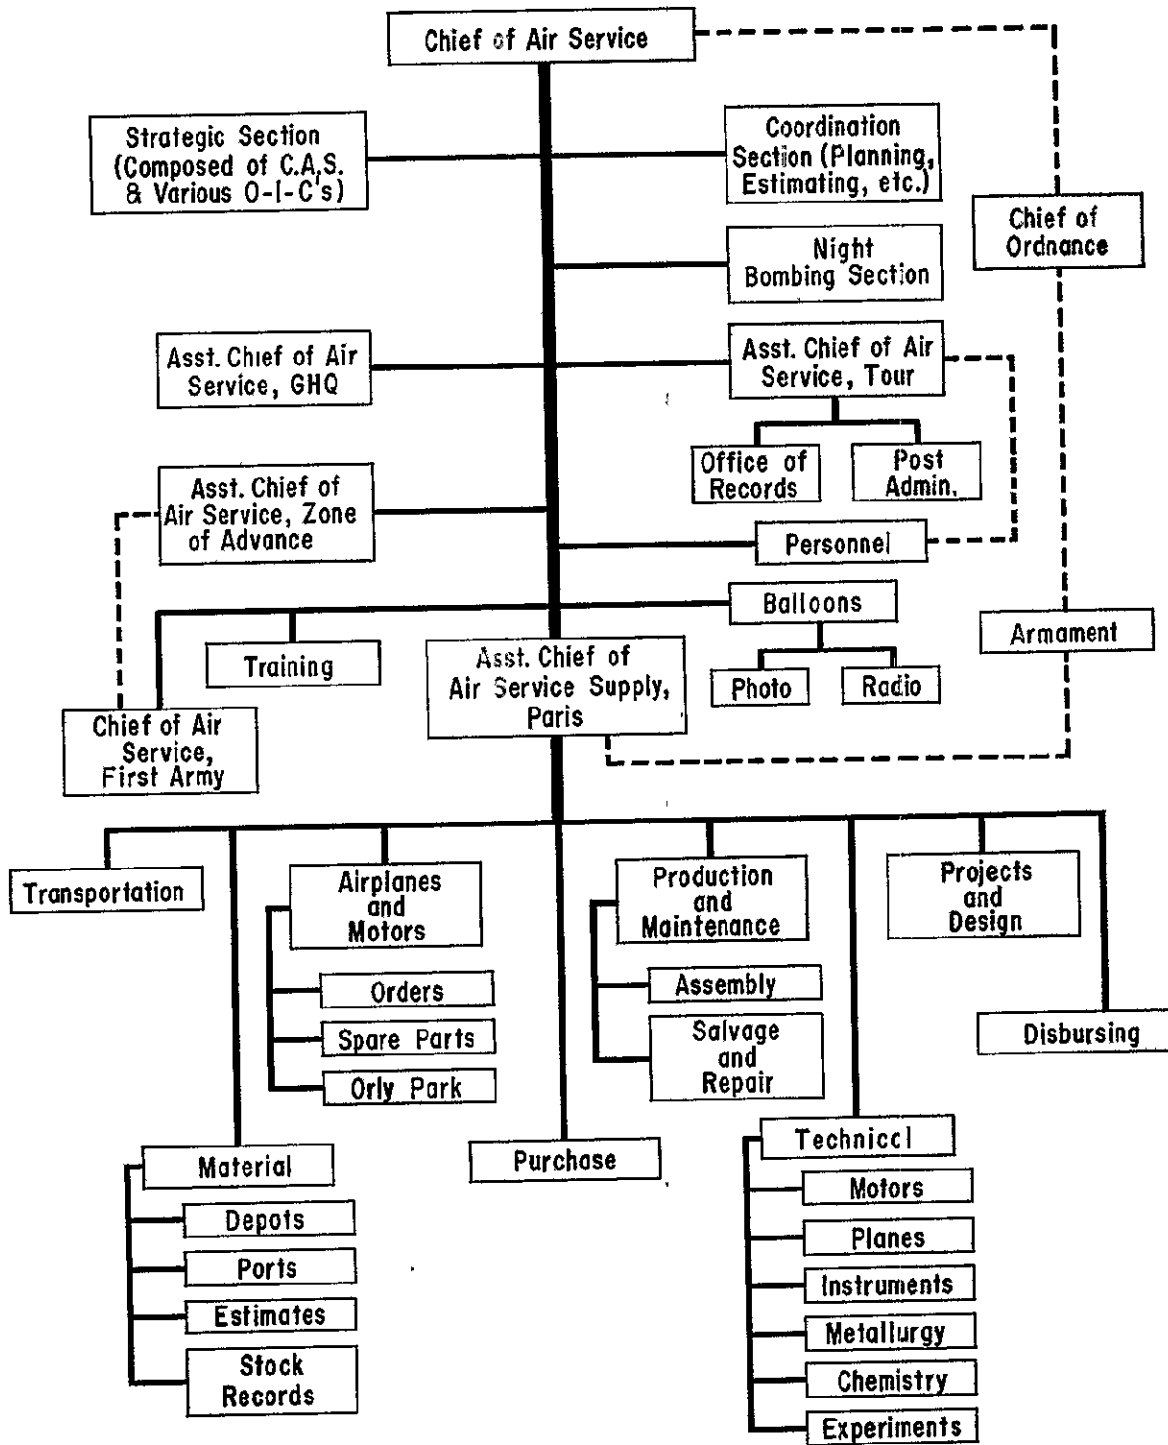 Chief of Air Service
Strategic Section
(Composed of C.A.S.
& Various O-I-C's)
Coordination
Section (Planning,
Estimating, etc.)
Chief of
Ordnance
Night
Bombing Section
Asst. Chief of Air
Service, GHQ
Asst. Chief of Air
Service, Tour
Office of
Records
Post
Admin.
Asst. Chief of
Air Service, Zone
of Advance
Personnel
Balloons
Armament
Training
Asst. Chief of
Air Service Supply,
Paris
Photo
Radio
Chief of Air
Service,
First Army
Transportation
Airplanes
and
Motors
Production
and
Maintenance
Projects
and
Design
Orders
Spare Parts
Orly Park
Assembly
Salvage
and
Repair
Disbursing
Material
Purchase
Technical
Depots
Ports
Estimates
Stock
Records
Motors
Planes
Instruments
Metallurgy
Chemistry
Experiments